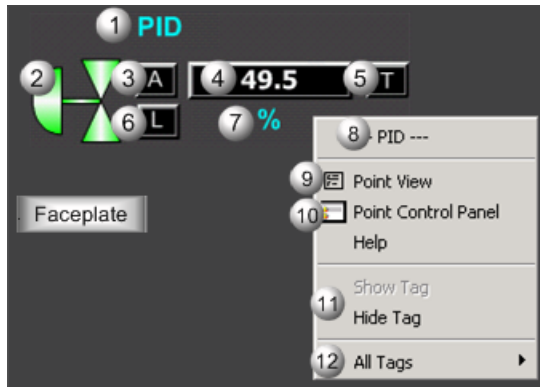 1 PID
2 3 A 4 49.5 5 T
6 L 7 %
8 - PID ---
9 Point View
10 Point Control Panel
Help
Faceplate
Show Tag
11
Hide Tag
12 All Tags